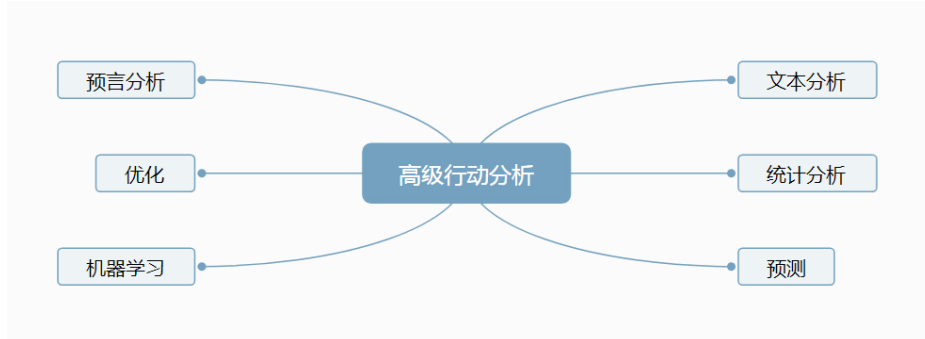 预言分析
文本分析
优化
高级行动分析
统计分析
机器学习
预测